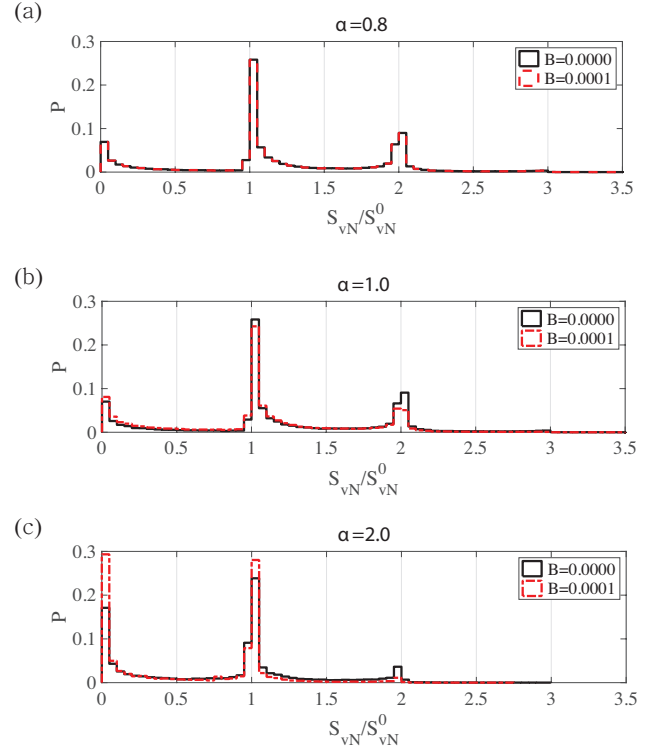 (a)
α=0.8
0.3
0.2
0.1
0
P
B=0.0000
B=0.0001
0 0.5 1 1.5 2 2.5 3 3.5
S_vN/S^0_vN
(b)
α=1.0
0.3
0.2
0.1
0
P
B=0.0000
B=0.0001
0 0.5 1 1.5 2 2.5 3 3.5
S_vN/S^0_vN
(c)
α=2.0
0.3
0.2
0.1
0
P
B=0.0000
B=0.0001
0 0.5 1 1.5 2 2.5 3 3.5
S_vN/S^0_vN